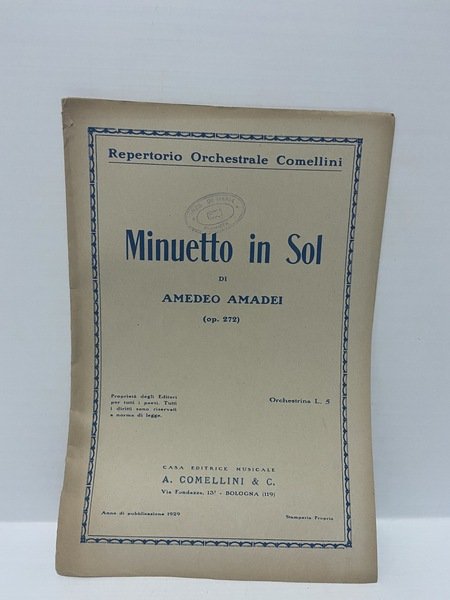 Repertorio Orchestrale Comellini
Minuetto in Sol
DI
AMEDEO AMADEI
(op. 272)
Proprietà degli Editori
per tutti i paesi. Tutti
i diritti sono riservati
a norma di legge.
Orchestrina L. 5
CASA EDITRICE MUSICALE
A. COMELLINI & C.
Via Fondazza, - BOLOGNA (119)
Anno di pubblicazione 1929
Stamperia Propria